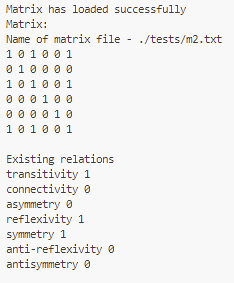 Matrix has loaded successfully
Matrix:
Name of matrix file - ./tests/m2.txt
1 0 1 0 0 1
0 1 0 0 0 0
1 0 1 0 0 1
0 0 0 1 0 0
0 0 0 0 1 0
1 0 1 0 0 1
Existing relations
transitivity 1
connectivity 0
asymmetry 0
reflexivity 1
symmetry 1
anti-reflexivity 0
antisymmetry 0